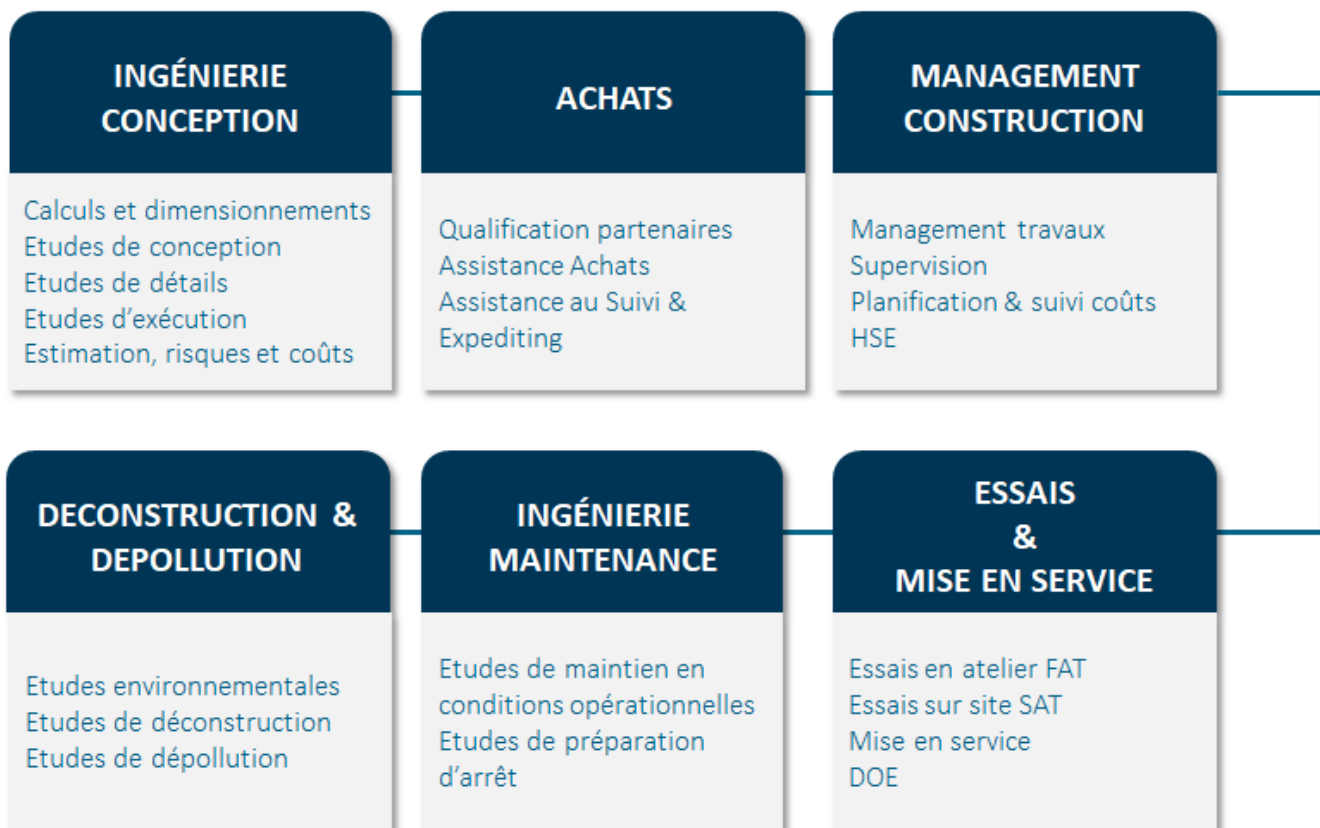 INGÉNIERIE
CONCEPTION
Calculs et dimensionnements
Etudes de conception
Etudes de détails
Etudes d’exécution
Estimation, risques et coûts
ACHATS
Qualification partenaires
Assistance Achats
Assistance au Suivi &
Expediting
MANAGEMENT
CONSTRUCTION
Management travaux
Supervision
Planification & suivi coûts
HSE
DECONSTRUCTION &
DEPOLLUTION
Etudes environnementales
Etudes de déconstruction
Etudes de dépollution
INGÉNIERIE
MAINTENANCE
Etudes de maintien en
conditions opérationnelles
Etudes de préparation
d’arrêt
ESSAIS
&
MISE EN SERVICE
Essais en atelier FAT
Essais sur site SAT
Mise en service
DOE